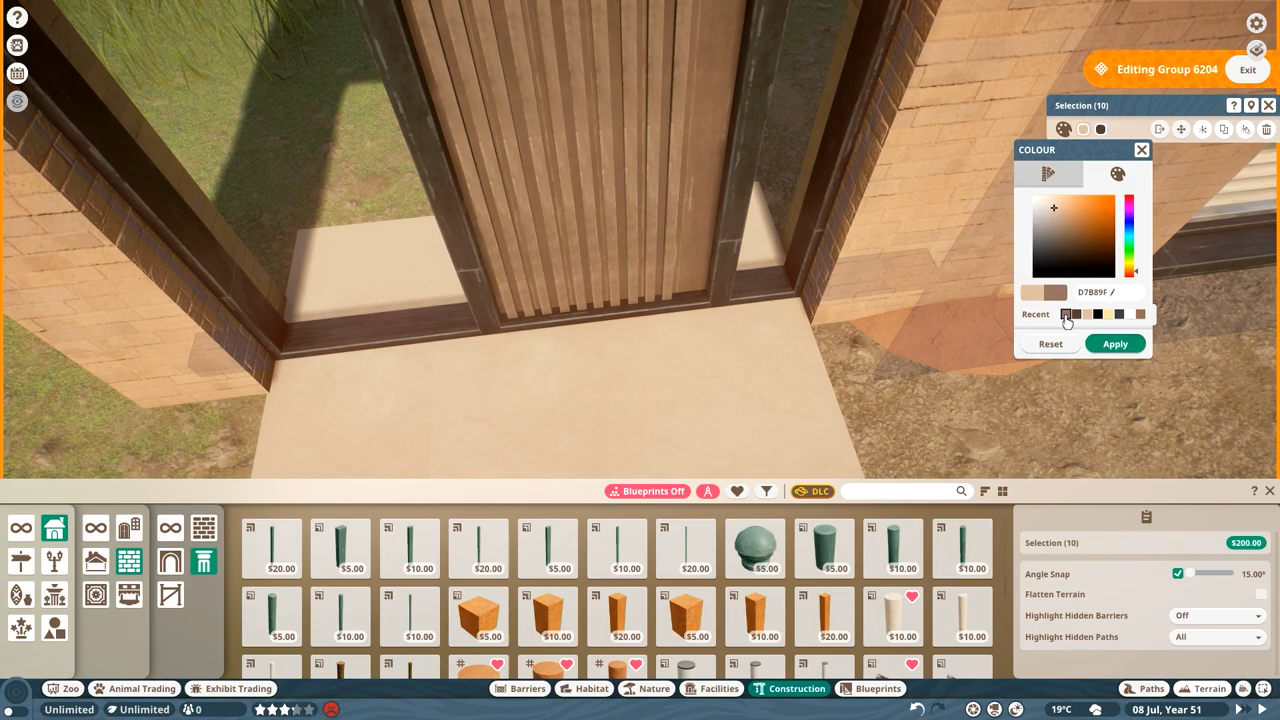 ?
Editing Group 6204
Exit
Selection (10)
?
COLOUR
D7B89F /
Recent
Reset
Apply
Blueprints Off
DLC
?
$20.00
$5.00
$10.00
$20.00
$5.00
$10.00
$20.00
$5.00
$5.00
$10.00
$10.00
$5.00
$10.00
$10.00
$5.00
$10.00
$20.00
$5.00
$10.00
$20.00
$10.00
$10.00
Selection (10)
$200.00
Angle Snap
15.00°
Flatten Terrain
Highlight Hidden Barriers
Off
Highlight Hidden Paths
All
Zoo
Animal Trading
Exhibit Trading
Barriers
Habitat
Nature
Facilities
Construction
Blueprints
Paths
Terrain
Unlimited
Unlimited
0
19°C
08 Jul, Year 51